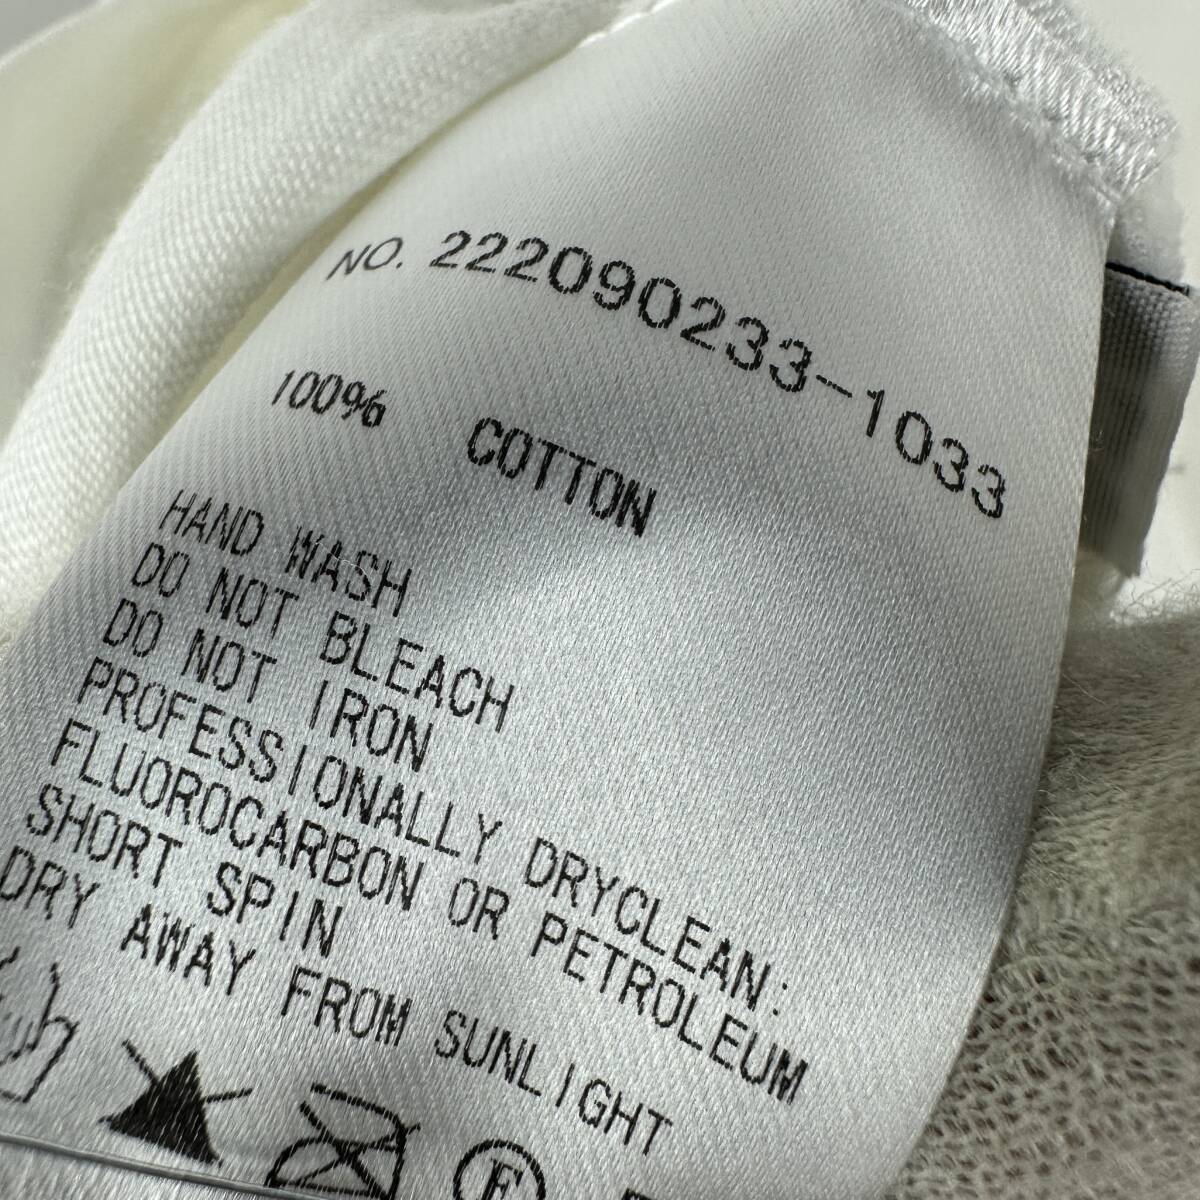 NO. 222090233-1033
100% COTTON
HAND WASH
DO NOT BLEACH
DO NOT IRON
PROFESSIONALLY DRYCLEAN:
FLUOROCARBON OR PETROLEUM
SHORT SPIN
DRY AWAY FROM SUNLIGHT
F